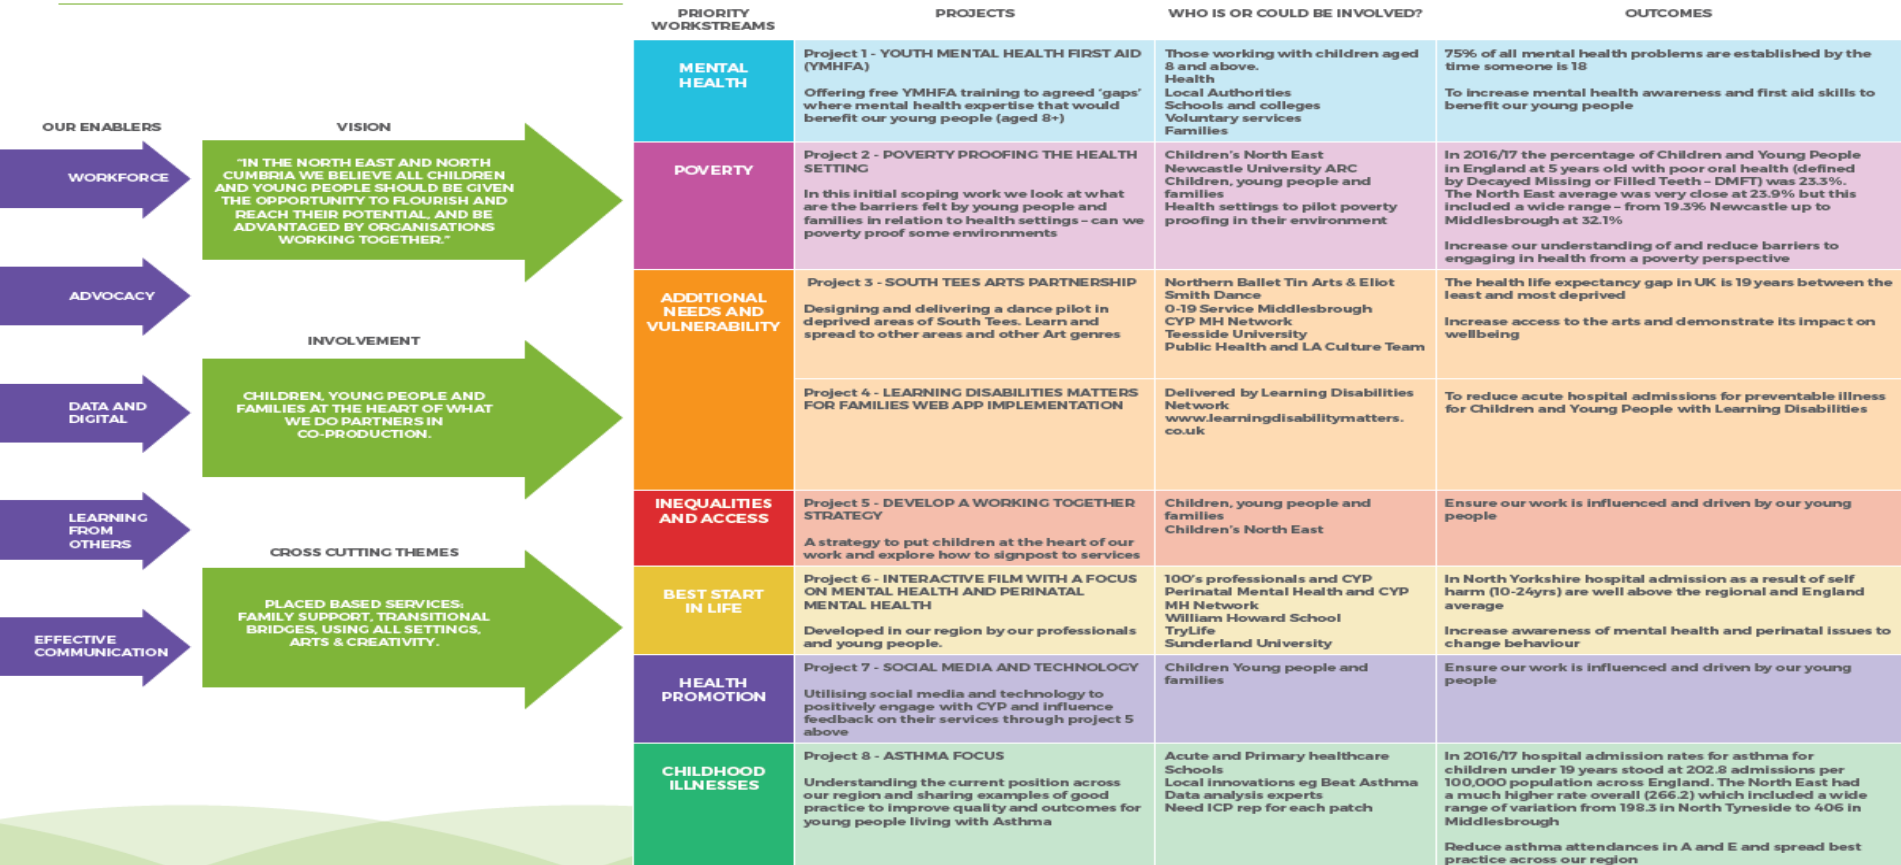 OUR ENABLERS
WORKFORCE
ADVOCACY
DATA AND
DIGITAL
LEARNING
FROM
OTHERS
EFFECTIVE
COMMUNICATION
VISION
"IN THE NORTH EAST AND NORTH
CUMBRIA WE BELIEVE ALL CHILDREN
AND YOUNG PEOPLE SHOULD BE GIVEN
THE OPPORTUNITY TO FLOURISH AND
REACH THEIR POTENTIAL, AND BE
ADVANTAGED BY ORGANISATIONS
WORKING TOGETHER."
INVOLVEMENT
CHILDREN, YOUNG PEOPLE AND
FAMILIES AT THE HEART OF WHAT
WE DO PARTNERS IN
CO-PRODUCTION.
CROSS CUTTING THEMES
PLACED BASED SERVICES;
FAMILY SUPPORT, TRANSITIONAL
BRIDGES, USING ALL SETTINGS,
ARTS & CREATIVITY.
PRIORITY
WORKSTREAMS
PROJECTS
WHO IS OR COULD BE INVOLVED?
OUTCOMES
MENTAL
HEALTH
Project 1 - YOUTH MENTAL HEALTH FIRST AID
(YMHFA)
Offering free YMHFA training to agreed 'gaps'
where mental health expertise that would
benefit our young people (aged 8+)
Those working with children aged
8 and above.
Health
Local Authorities
Schools and colleges
Voluntary services
Families
75% of all mental health problems are established by the
time someone is 18
To increase mental health awareness and first aid skills to
benefit our young people
POVERTY
Project 2 - POVERTY PROOFING THE HEALTH
SETTING
In this initial scoping work we look at what
are the barriers felt by young people and
families in relation to health settings – can we
poverty proof some environments
Children's North East
Newcastle University ARC
Children, young people and
families
Health settings to pilot poverty
proofing in their environment
In 2016/17 the percentage of Children and Young People
in England at 5 years old with poor oral health (defined
by Decayed Missing or Filled Teeth – DMFT) was 23.3%.
The North East average was very close at 23.9% but this
included a wide range – from 19.3% Newcastle up to
Middlesbrough at 32.1%
Increase our understanding of and reduce barriers to
engaging in health from a poverty perspective
ADDITIONAL
NEEDS AND
VULNERABILITY
Project 3 - SOUTH TEES ARTS PARTNERSHIP
Designing and delivering a dance pilot in
deprived areas of South Tees. Learn and
spread to other areas and other Art genres
Northern Ballet Tin Arts & Eliot
Smith Dance
0-19 Service Middlesbrough
CYP MH Network
Teesside University
Public Health and LA Culture Team
The health life expectancy gap in UK is 19 years between the
least and most deprived
Increase access to the arts and demonstrate its impact on
wellbeing
Project 4 - LEARNING DISABILITIES MATTERS
FOR FAMILIES WEB APP IMPLEMENTATION
Delivered by Learning Disabilities
Network
www.learningdisabilitymatters.
co.uk
To reduce acute hospital admissions for preventable illness
for Children and Young People with Learning Disabilities
INEQUALITIES
AND ACCESS
Project 5 - DEVELOP A WORKING TOGETHER
STRATEGY
A strategy to put children at the heart of our
work and explore how to signpost to services
Children, young people and
families
Children's North East
Ensure our work is influenced and driven by our young
people
BEST START
IN LIFE
Project 6 - INTERACTIVE FILM WITH A FOCUS
ON MENTAL HEALTH AND PERINATAL
MENTAL HEALTH
Developed in our region by our professionals
and young people.
100's professionals and CYP
Perinatal Mental Health and CYP
MH Network
William Howard School
TryLife
Sunderland University
In North Yorkshire hospital admission as a result of self
harm (10-24yrs) are well above the regional and England
average
Increase awareness of mental health and perinatal issues to
change behaviour
HEALTH
PROMOTION
Project 7 - SOCIAL MEDIA AND TECHNOLOGY
Utilising social media and technology to
positively engage with CYP and influence
feedback on their services through project 5
above
Children Young people and
families
Ensure our work is influenced and driven by our young
people
CHILDHOOD
ILLNESSES
Project 8 - ASTHMA FOCUS
Understanding the current position across
our region and sharing examples of good
practice to improve quality and outcomes for
young people living with Asthma
Acute and Primary healthcare
Schools
Local innovations eg Beat Asthma
Data analysis experts
Need ICP rep for each patch
In 2016/17 hospital admission rates for asthma for
children under 19 years stood at 202.8 admissions per
100,000 population across England. The North East had
a much higher rate overall (266.2) which included a wide
range of variation from 198.3 in North Tyneside to 406 in
Middlesbrough
Reduce asthma attendances in A and E and spread best
practice across our region